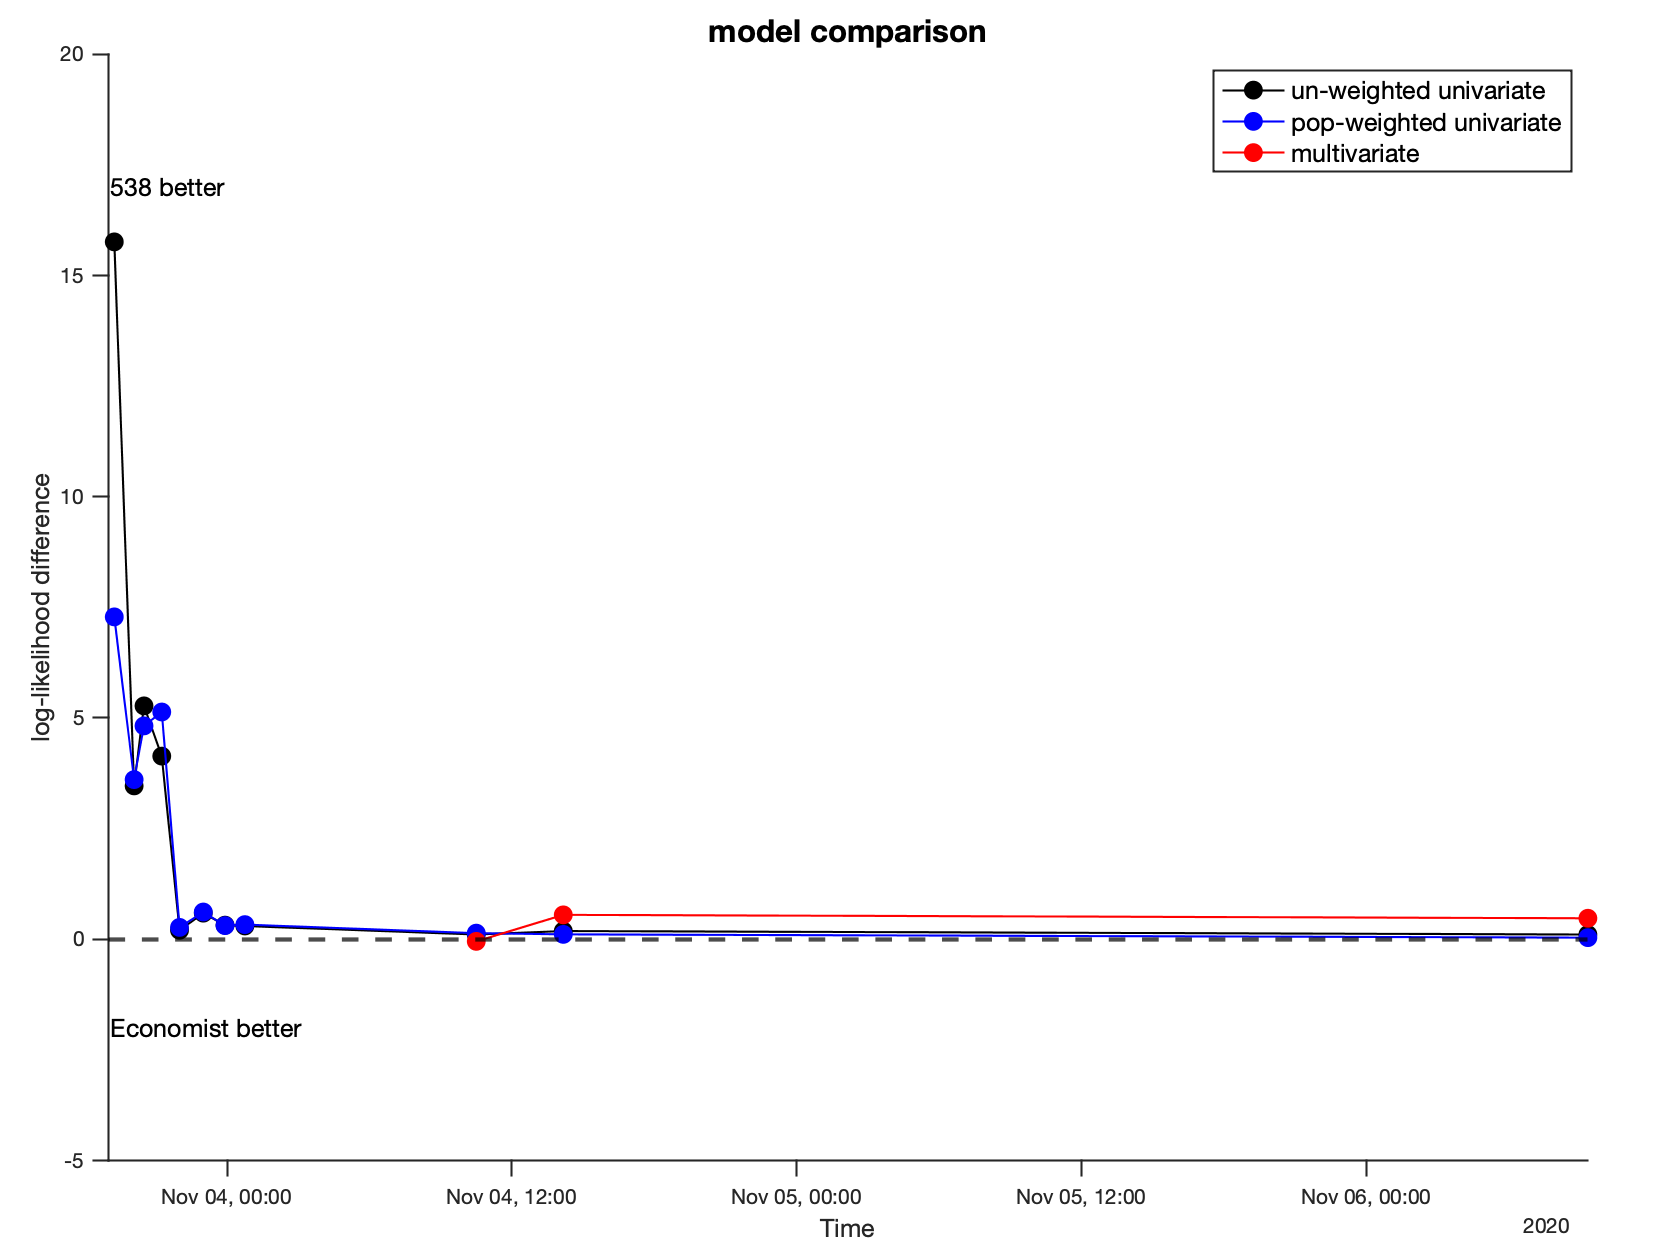 model comparison
20
un-weighted univariate
pop-weighted univariate
multivariate
538 better
15
10
log-likelihood difference
5
0
Economist better
-5
Nov 04, 00:00
Nov 04, 12:00
Nov 05, 00:00
Nov 05, 12:00
Nov 06, 00:00
Time
2020